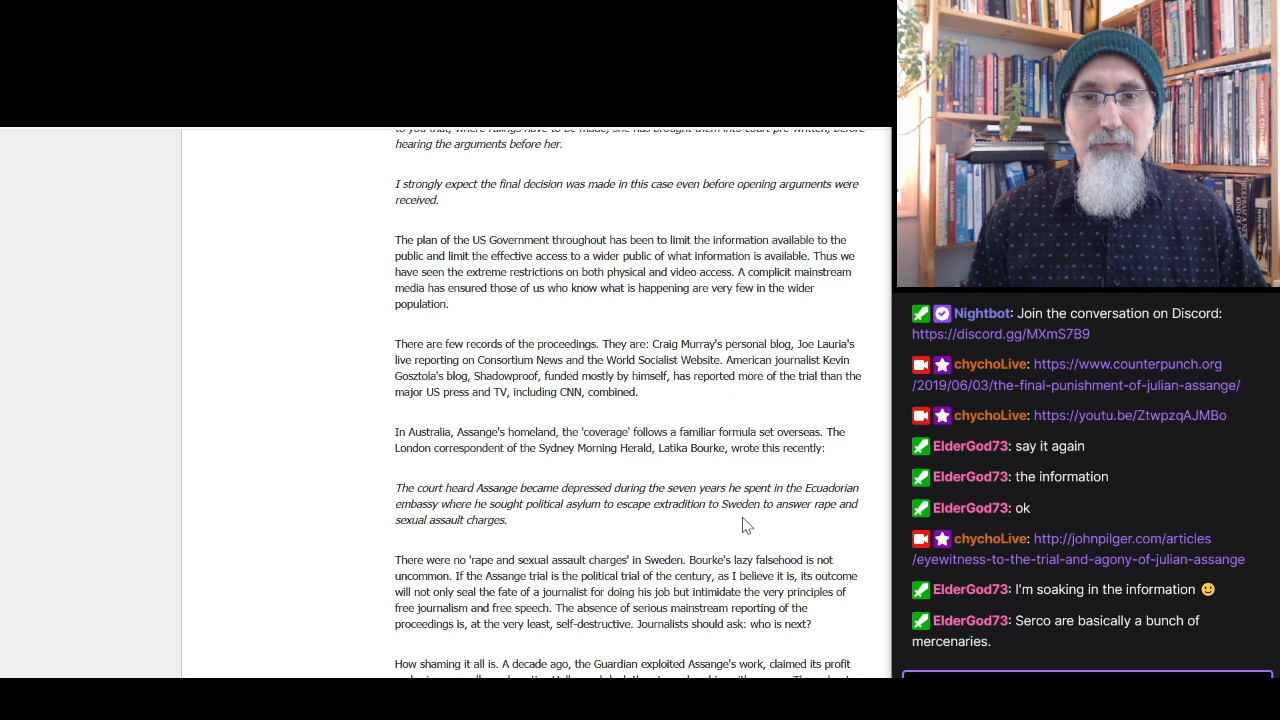 to you that, where rulings have to be made, she has brought them into court pre-written, before
hearing the arguments before her.
I strongly expect the final decision was made in this case even before opening arguments were
received.
The plan of the US Government throughout has been to limit the information available to the
public and limit the effective access to a wider public of what information is available. Thus we
have seen the extreme restrictions on both physical and video access. A complicit mainstream
media has ensured those of us who know what is happening are very few in the wider
population.
There are few records of the proceedings. They are: Craig Murray's personal blog, Joe Lauria's
live reporting on Consortium News and the World Socialist Website. American journalist Kevin
Gosztola's blog, Shadowproof, funded mostly by himself, has reported more of the trial than the
major US press and TV, including CNN, combined.
In Australia, Assange's homeland, the 'coverage' follows a familiar formula set overseas. The
London correspondent of the Sydney Morning Herald, Latika Bourke, wrote this recently:
The court heard Assange became depressed during the seven years he spent in the Ecuadorian
embassy where he sought political asylum to escape extradition to Sweden to answer rape and
sexual assault charges.
There were no 'rape and sexual assault charges' in Sweden. Bourke's lazy falsehood is not
uncommon. If the Assange trial is the political trial of the century, as I believe it is, its outcome
will not only seal the fate of a journalist for doing his job but intimidate the very principles of
free journalism and free speech. The absence of serious mainstream reporting of the
proceedings is, at the very least, self-destructive. Journalists should ask: who is next?
How shaming it all is. A decade ago, the Guardian exploited Assange's work, claimed its profit
Nightbot: Join the conversation on Discord:
https://discord.gg/MXmS7B9
chychoLive: https://www.counterpunch.org
/2019/06/03/the-final-punishment-of-julian-assange/
chychoLive: https://youtu.be/ZtwpzqAJMBo
ElderGod73: say it again
ElderGod73: the information
ElderGod73: ok
chychoLive: http://johnpilger.com/articles
/eyewitness-to-the-trial-and-agony-of-julian-assange
ElderGod73: I'm soaking in the information 🙂
ElderGod73: Serco are basically a bunch of
mercenaries.